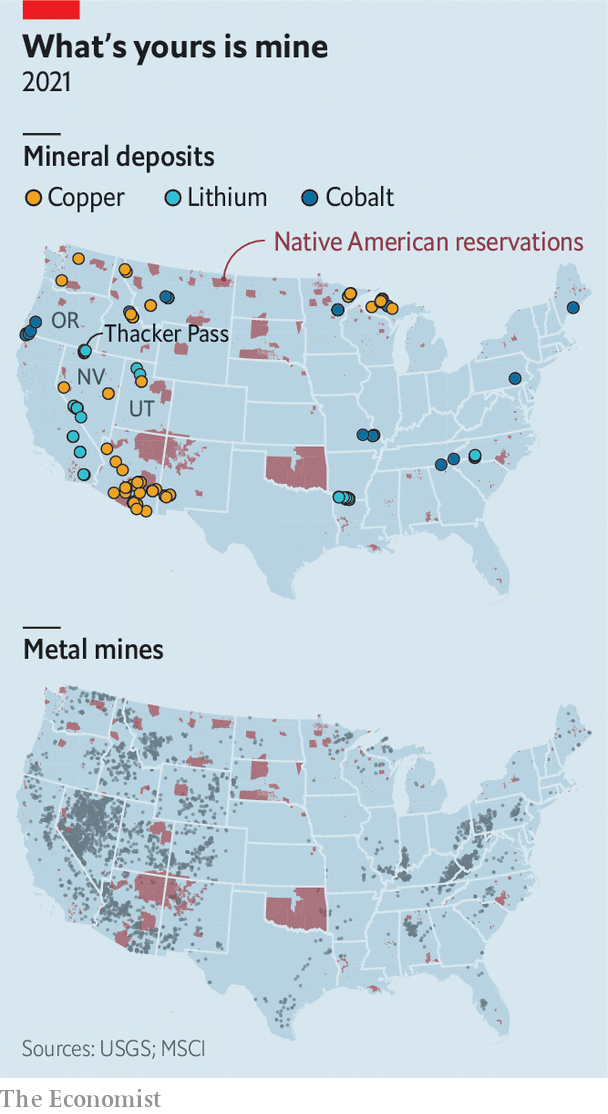 What's yours is mine
2021
Mineral deposits
Copper Lithium Cobalt
Native American reservations
OR
Thacker Pass
NV
UT
Metal mines
Sources: USGS; MSCI
The Economist